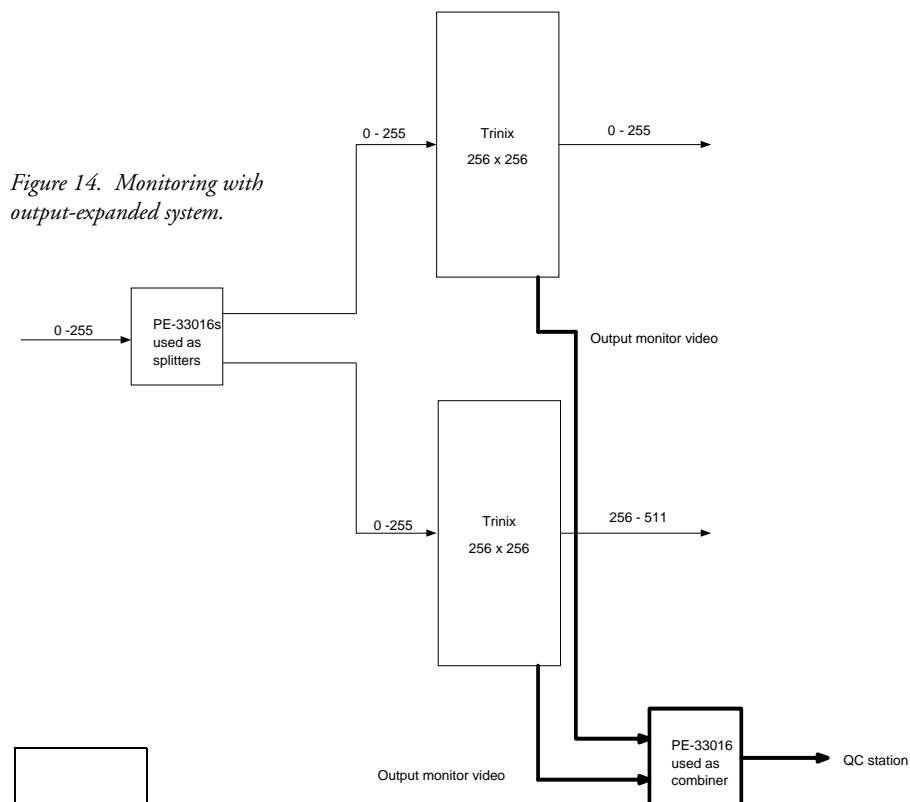 0 - 255
Trinix
256 x 256
0 - 255
Figure 14. Monitoring with
output-expanded system.
0 -255
PE-33016s
used as
splitters
Output monitor video
0 -255
Trinix
256 x 256
256 - 511
Output monitor video
PE-33016
used as
combiner
QC station